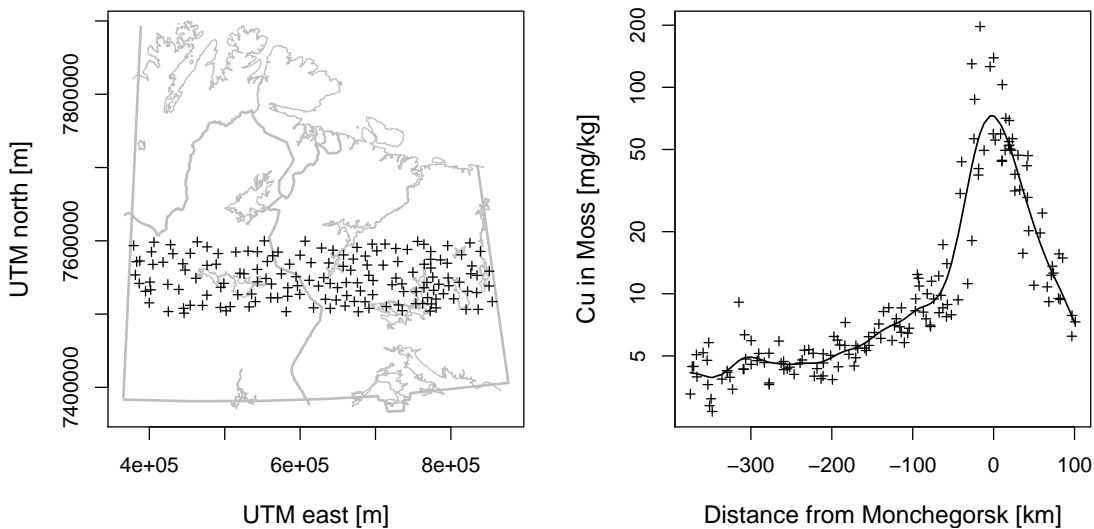 UTM north [m]
7800000
7600000
7400000
4e+05
6e+05
8e+05
UTM east [m]
Cu in Moss [mg/kg]
200
100
50
20
10
5
−300
−200
−100
0
100
Distance from Monchegorsk [km]